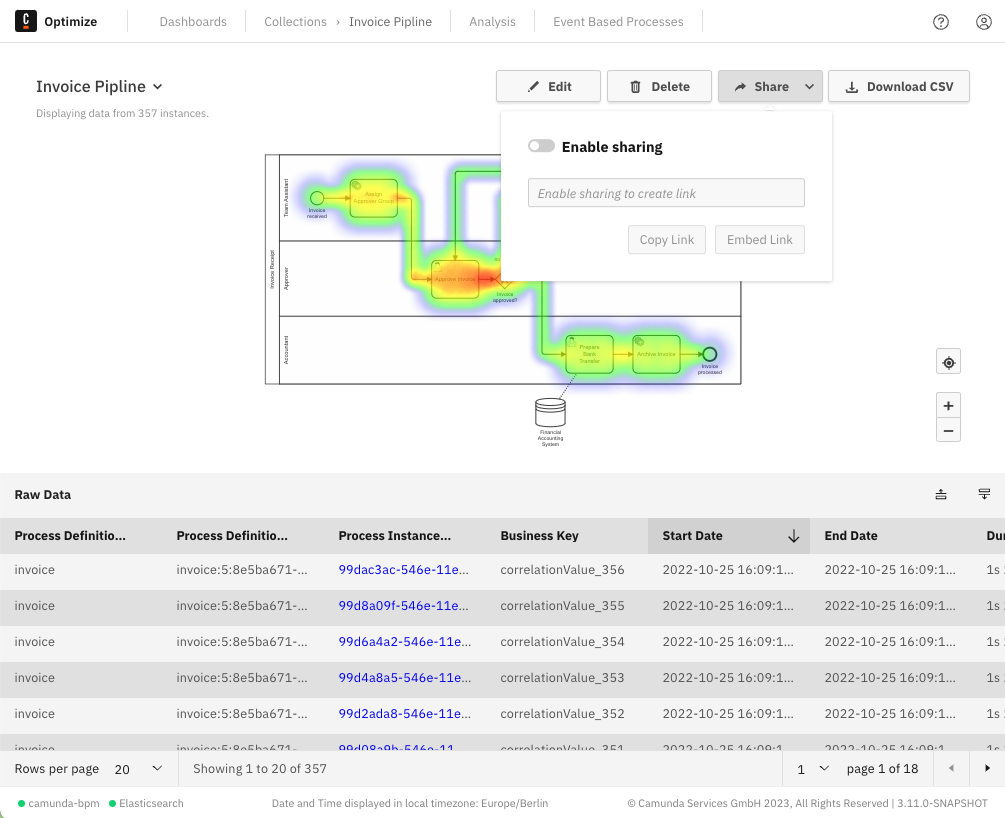 Optimize
Dashboards
Collections › Invoice Pipline
Analysis
Event Based Processes
Invoice Pipline
Displaying data from 357 instances.
Edit
Delete
Share
Download CSV
Enable sharing
Enable sharing to create link
Copy Link
Embed Link
Invoice Receipt
Team Assistant
Approver
Accountant
Invoice
received
Assign
Approver Group
Approve Invoice
Invoice
approved?
Prepare
Bank
Transfer
Archive Invoice
Invoice
processed
Financial
Accounting
System
Raw Data
Process Definitio... Process Definitio... Process Instance... Business Key Start Date End Date Dur
invoice invoice:5:8e5ba671-... 99dac3ac-546e-11e... correlationValue_356 2022-10-25 16:09:1... 2022-10-25 16:09:1... 1s
invoice invoice:5:8e5ba671-... 99d8a09f-546e-11e... correlationValue_355 2022-10-25 16:09:1... 2022-10-25 16:09:1... 1s
invoice invoice:5:8e5ba671-... 99d6a4a2-546e-11e... correlationValue_354 2022-10-25 16:09:1... 2022-10-25 16:09:1... 1s
invoice invoice:5:8e5ba671-... 99d4a8a5-546e-11e... correlationValue_353 2022-10-25 16:09:1... 2022-10-25 16:09:1... 1s
invoice invoice:5:8e5ba671-... 99d2ada8-546e-11e... correlationValue_352 2022-10-25 16:09:1... 2022-10-25 16:09:1... 1s
invoice invoice:5:8e5ba671-... correlationValue_351 2022-10-25 16:09:1... 2022-10-25 16:09:1...
Rows per page 20 Showing 1 to 20 of 357 1 page 1 of 18
camunda-bpm Elasticsearch Date and Time displayed in local timezone: Europe/Berlin © Camunda Services GmbH 2023, All Rights Reserved | 3.11.0-SNAPSHOT